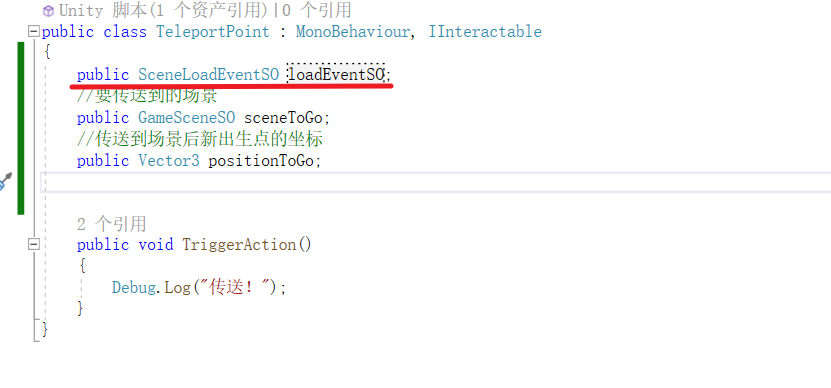 Unity 脚本(1 个资产引用)|0 个引用
public class TeleportPoint : MonoBehaviour, IInteractable
{
public SceneLoadEventSO loadEventSO;
//要传送到的场景
public GameSceneSO sceneToGo;
//传送到场景后新出生点的坐标
public Vector3 positionToGo;
2 个引用
public void TriggerAction()
{
Debug.Log("传送！");
}
}